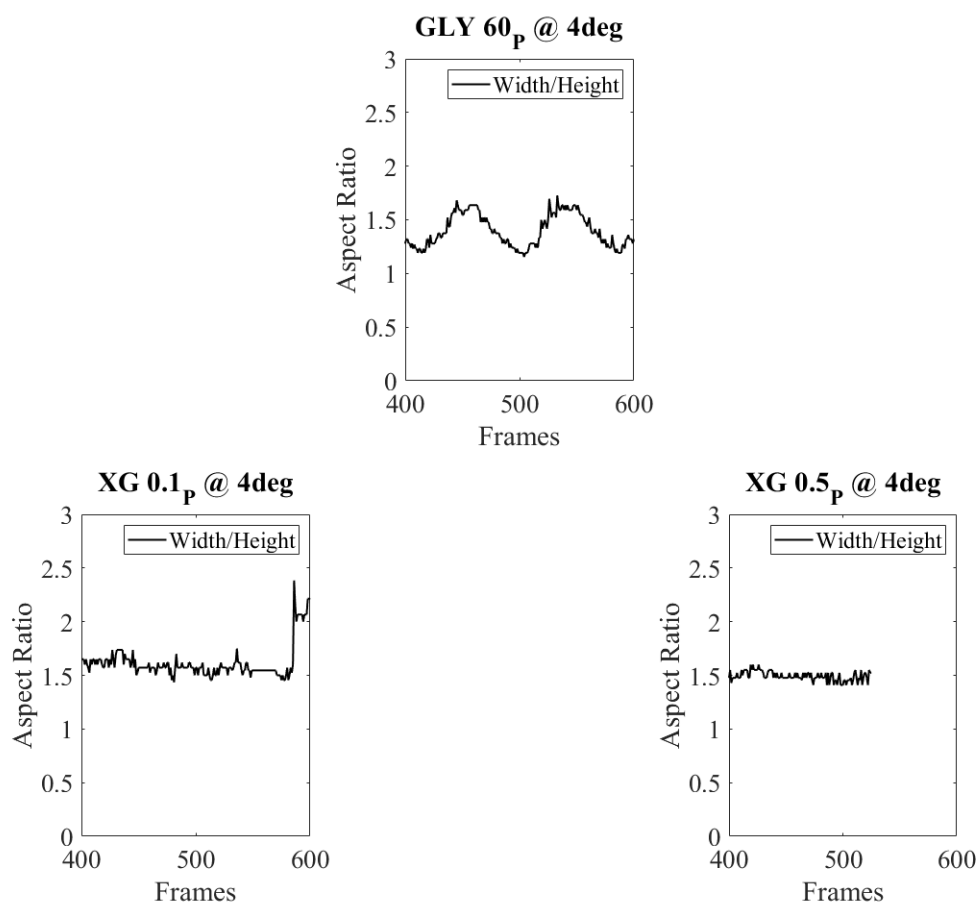 GLY 60P @ 4deg
Width/Height
3
2.5
2
1.5
1
0.5
0
Aspect Ratio
400
500
600
Frames
XG 0.1P @ 4deg
Width/Height
3
2.5
2
1.5
1
0.5
0
Aspect Ratio
400
500
600
Frames
XG 0.5P @ 4deg
Width/Height
3
2.5
2
1.5
1
0.5
0
Aspect Ratio
400
500
600
Frames